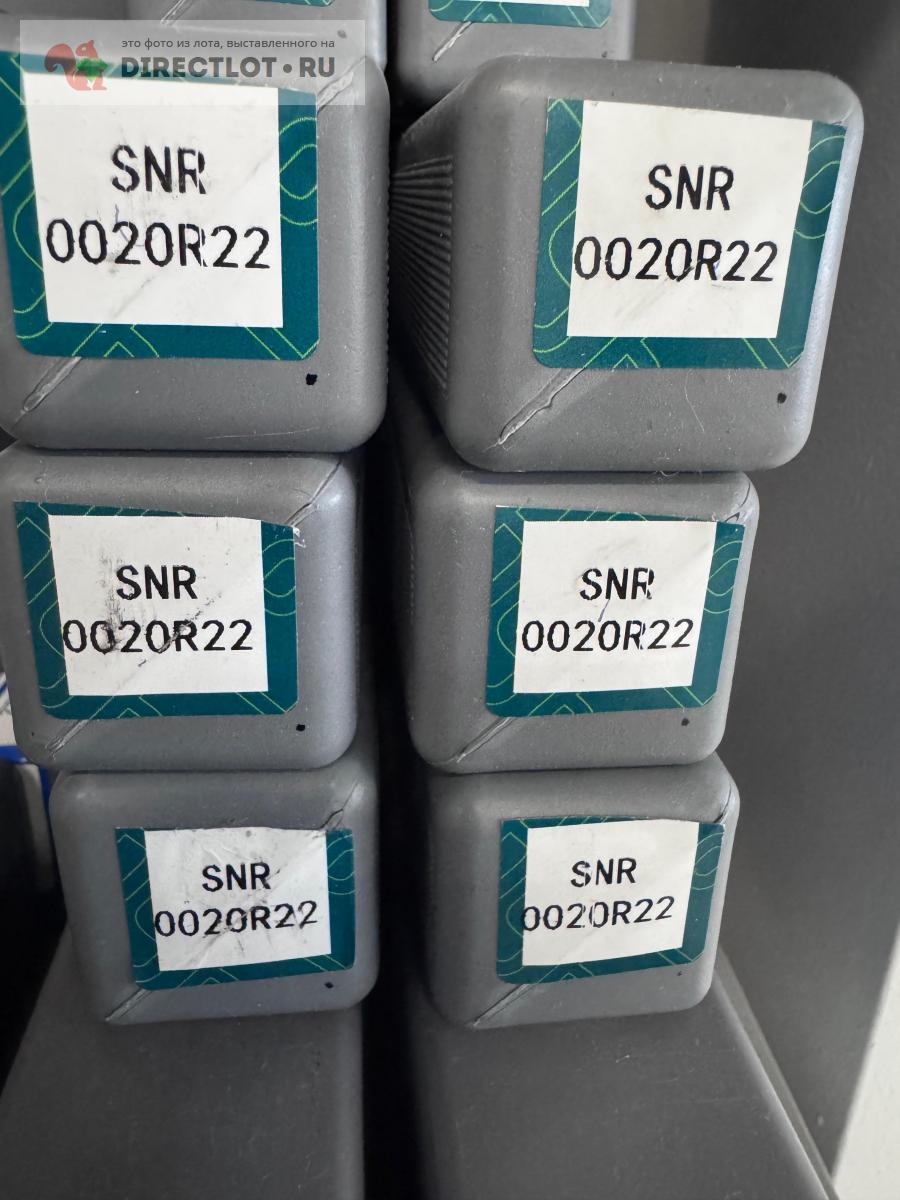 это фото из лота, выставленного на
DIRECTLOT•RU
SNR
0020R22
SNR
0020R22
SNR
0020R22
SNR
0020R22
SNR
0020R22
SNR
0020R22